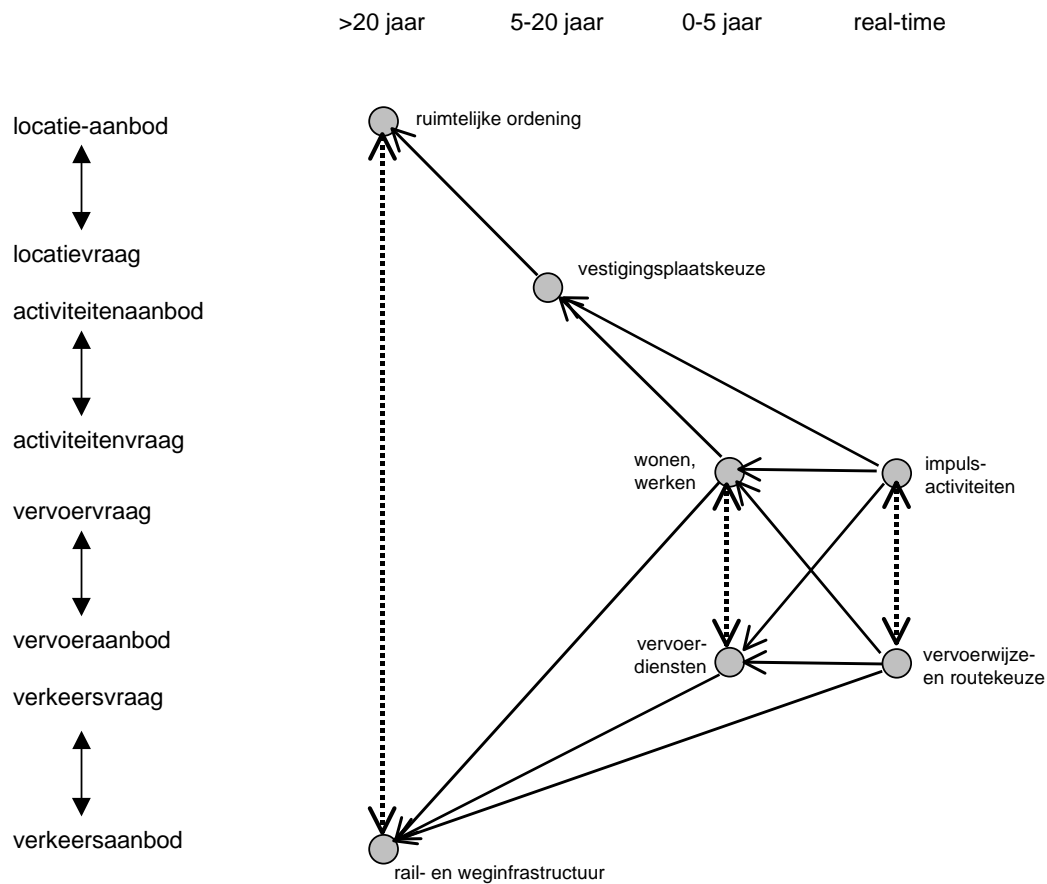 >20 jaar 5-20 jaar 0-5 jaar real-time
ruimtelijke ordening
locatie-aanbod
locatievraag
vestigingsplaatskeuze
activiteitenaanbod
activiteitenvraag
wonen,
werken
impuls-
activiteiten
vervoervraag
vervoeraanbod
vervoer-
diensten
vervoerwijze-
en routekeuze
verkeersvraag
verkeersaanbod
rail- en weginfrastructuur